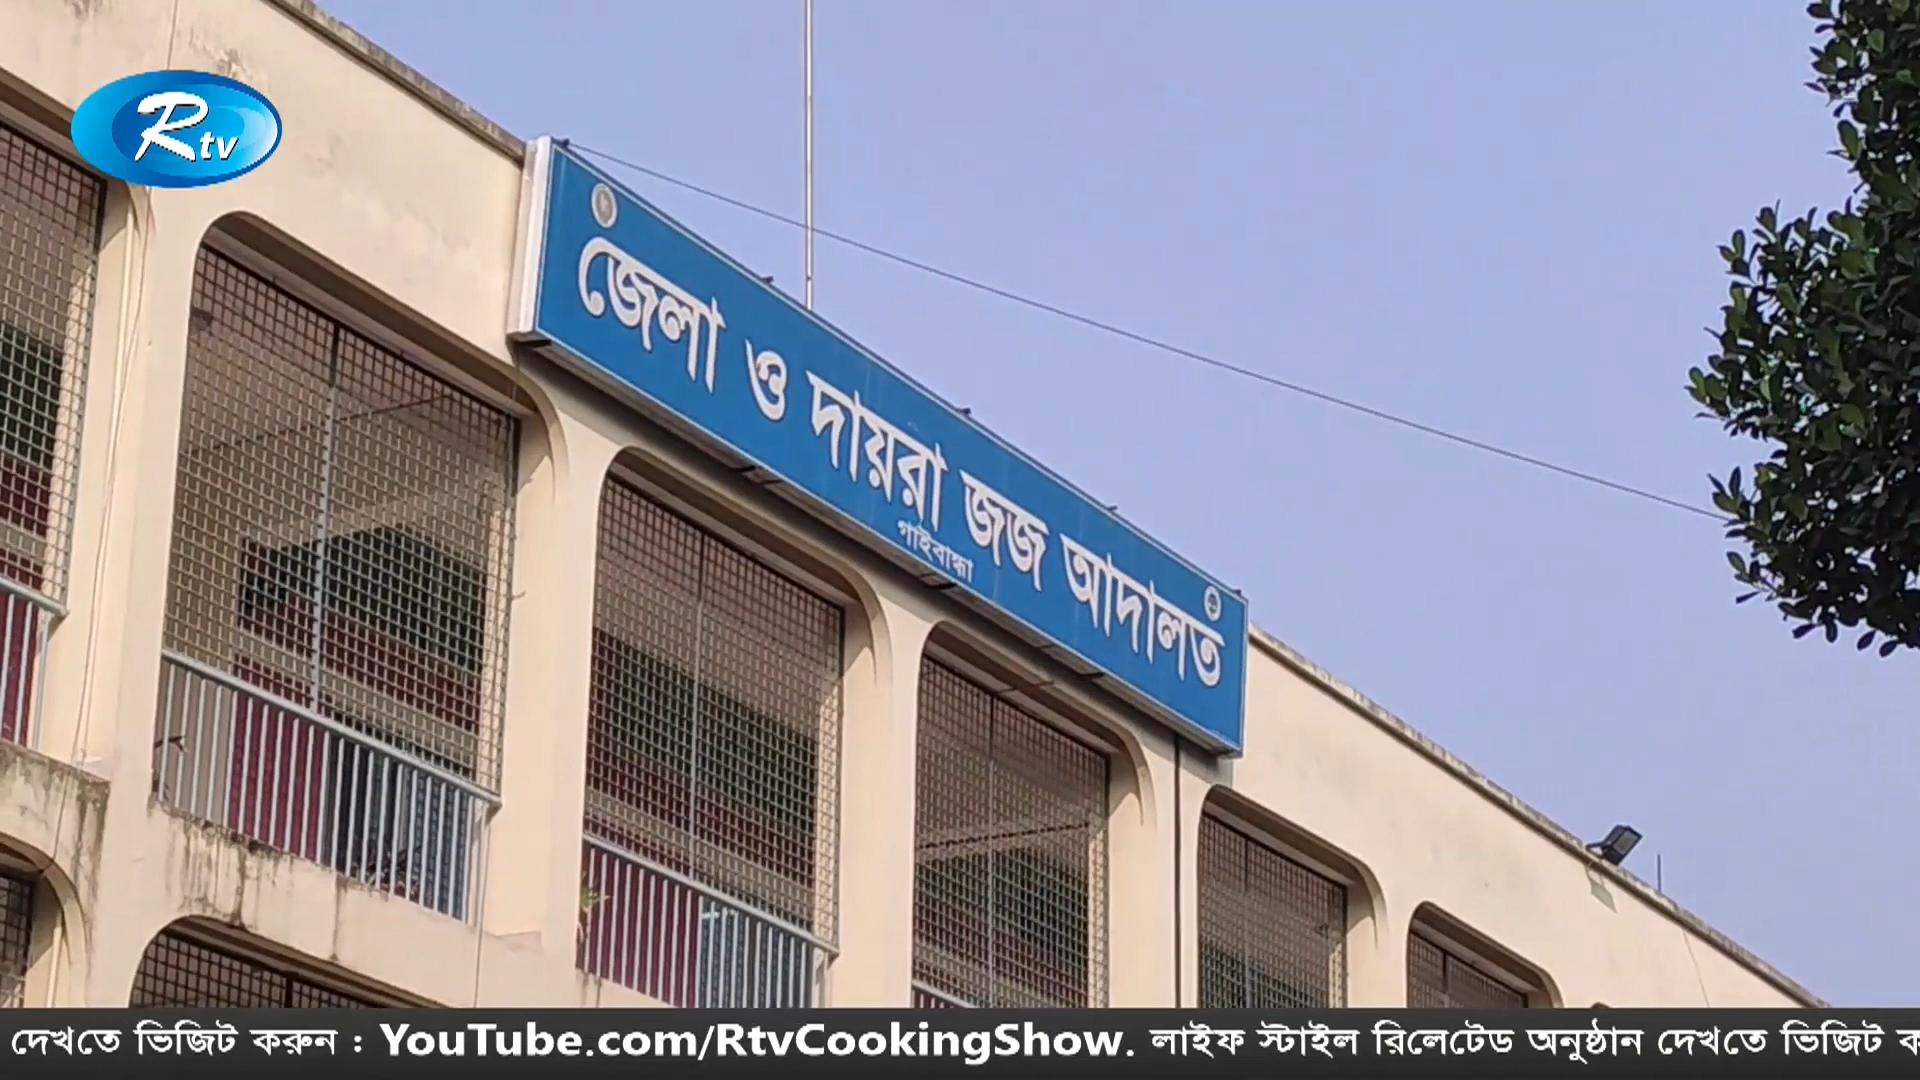 Rtv
জেলা ও দায়রা জজ আদালত
গাইবান্ধা
দেখতে ভিজিট করুন : YouTube.com/RtvCookingShow. লাইফ স্টাইল রিলেটেড অনুষ্ঠান দেখতে ভিজিট ক